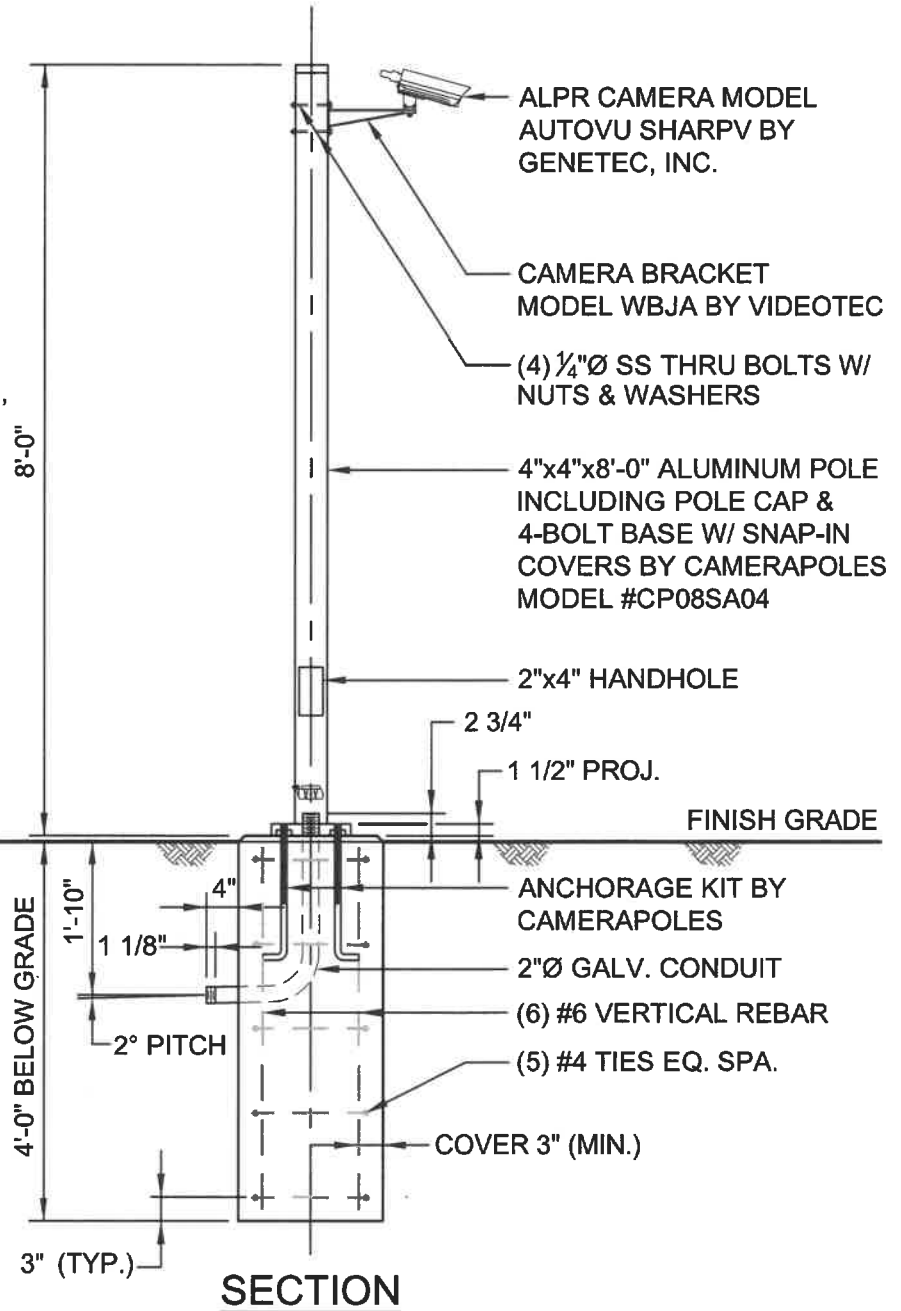 ALPR CAMERA MODEL
AUTOVU SHARPV BY
GENETEC, INC.
CAMERA BRACKET
MODEL WBJA BY VIDEOTEC
(4) ¼"Ø SS THRU BOLTS W/
NUTS & WASHERS
8'-0"
4"x4"x8'-0" ALUMINUM POLE
INCLUDING POLE CAP &
4-BOLT BASE W/ SNAP-IN
COVERS BY CAMERAPOLES
MODEL #CP08SA04
2"x4" HANDHOLE
2 3/4"
1 1/2" PROJ.
FINISH GRADE
4'-0" BELOW GRADE
1'-10"
4"
1 1/8"
2° PITCH
ANCHORAGE KIT BY
CAMERAPOLES
2"Ø GALV. CONDUIT
(6) #6 VERTICAL REBAR
(5) #4 TIES EQ. SPA.
COVER 3" (MIN.)
3" (TYP.)
SECTION